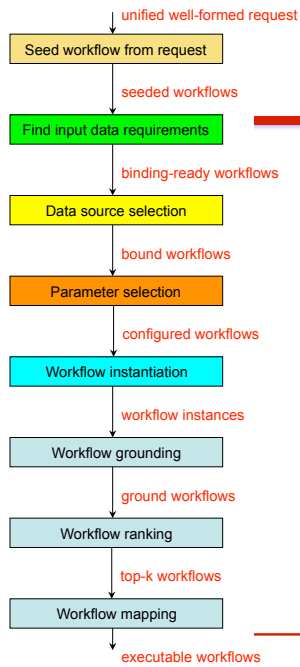 unified well-formed request
Seed workflow from request
seeded workflows
Find input data requirements
binding-ready workflows
Data source selection
bound workflows
Parameter selection
configured workflows
Workflow instantiation
workflow instances
Workflow grounding
ground workflows
Workflow ranking
top-k workflows
Workflow mapping
executable workflows